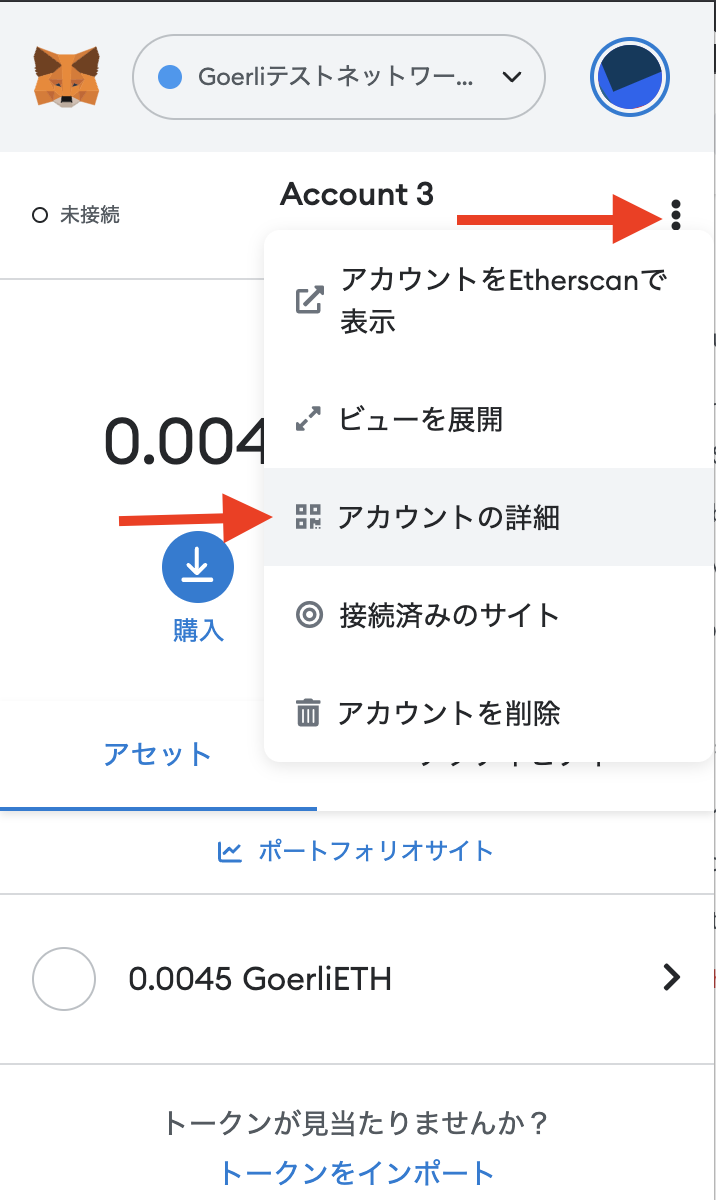 Goerliテストネットワー...
Account 3
未接続
アカウントをEtherscanで
表示
ビューを展開
0.004
アカウントの詳細
購入
接続済みのサイト
アカウントを削除
アセット
ポートフォリオサイト
0.0045 GoerliETH
トークンが見当たりませんか？
トークンをインポート